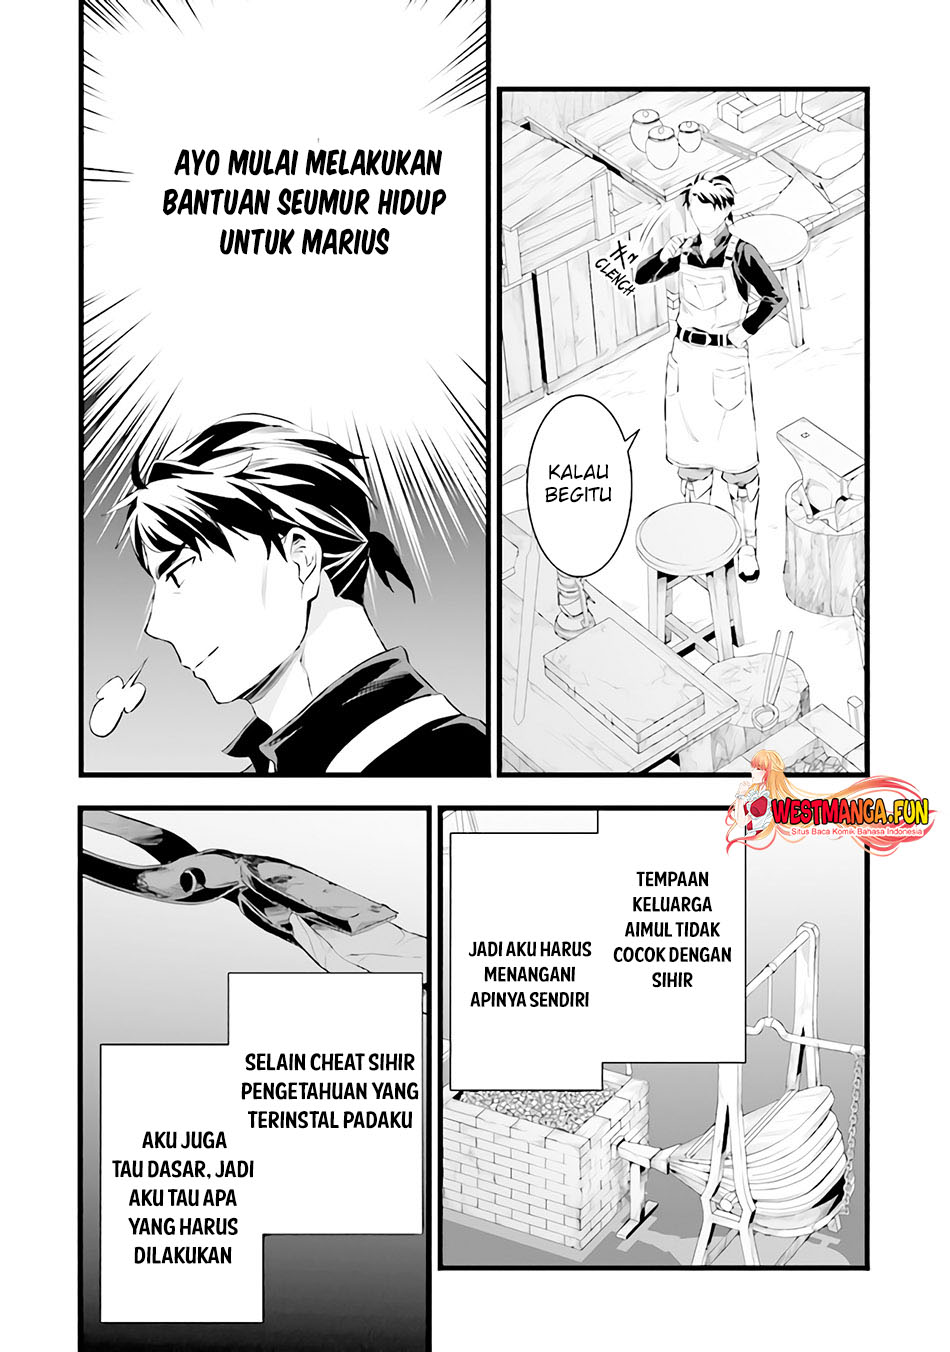 KALAU
BEGITU
ギュ
CLENCH
AYO MULAI MELAKUKAN
BANTUAN SEUMUR HIDUP
UNTUK MARIUS
WESTMANGA.FUN
Situs Baca Komik Bahasa Indonesia
TEMPAAN
KELUARGA
AIMUL TIDAK
COCOK DENGAN
SIHIR
JADI AKU HARUS
MENANGANI
APINYA SENDIRI
SELAIN CHEAT SIHIR
PENGETAHUAN YANG
TERINSTAL PADAKU
AKU JUGA
TAU DASAR, JADI
AKU TAU APA
YANG HARUS
DILAKUKAN